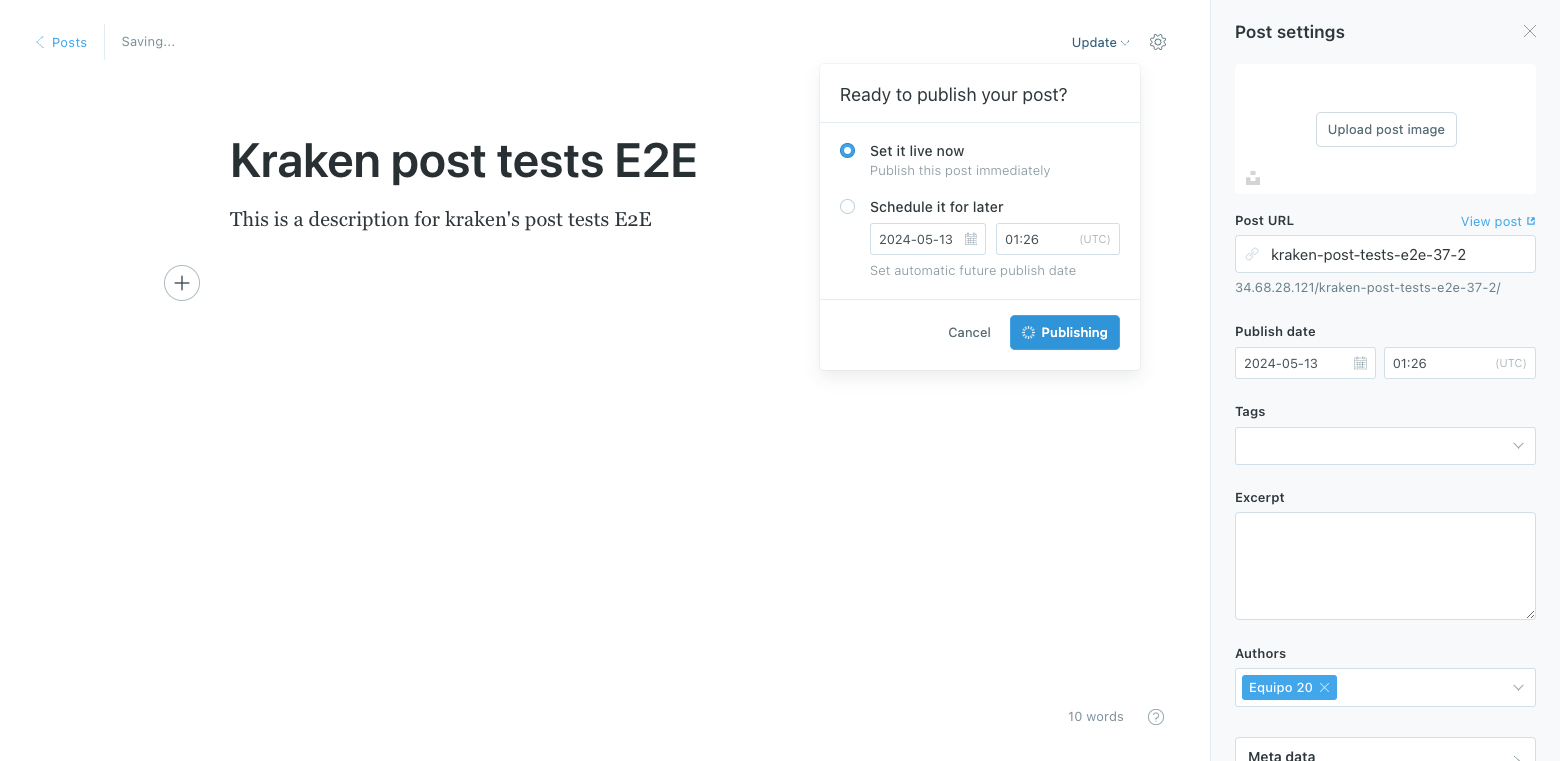 Posts
Saving...
Update
Post settings
Ready to publish your post?
Kraken post tests E2E
This is a description for kraken's post tests E2E
Set it live now
Publish this post immediately
Schedule it for later
2024-05-13 01:26 (UTC)
Set automatic future publish date
Cancel Publishing
10 words
Upload post image
Post URL View post
kraken-post-tests-e2e-37-2
34.68.28.121/kraken-post-tests-e2e-37-2/
Publish date
2024-05-13 01:26 (UTC)
Tags
Excerpt
Authors
Equipo 20
Meta data